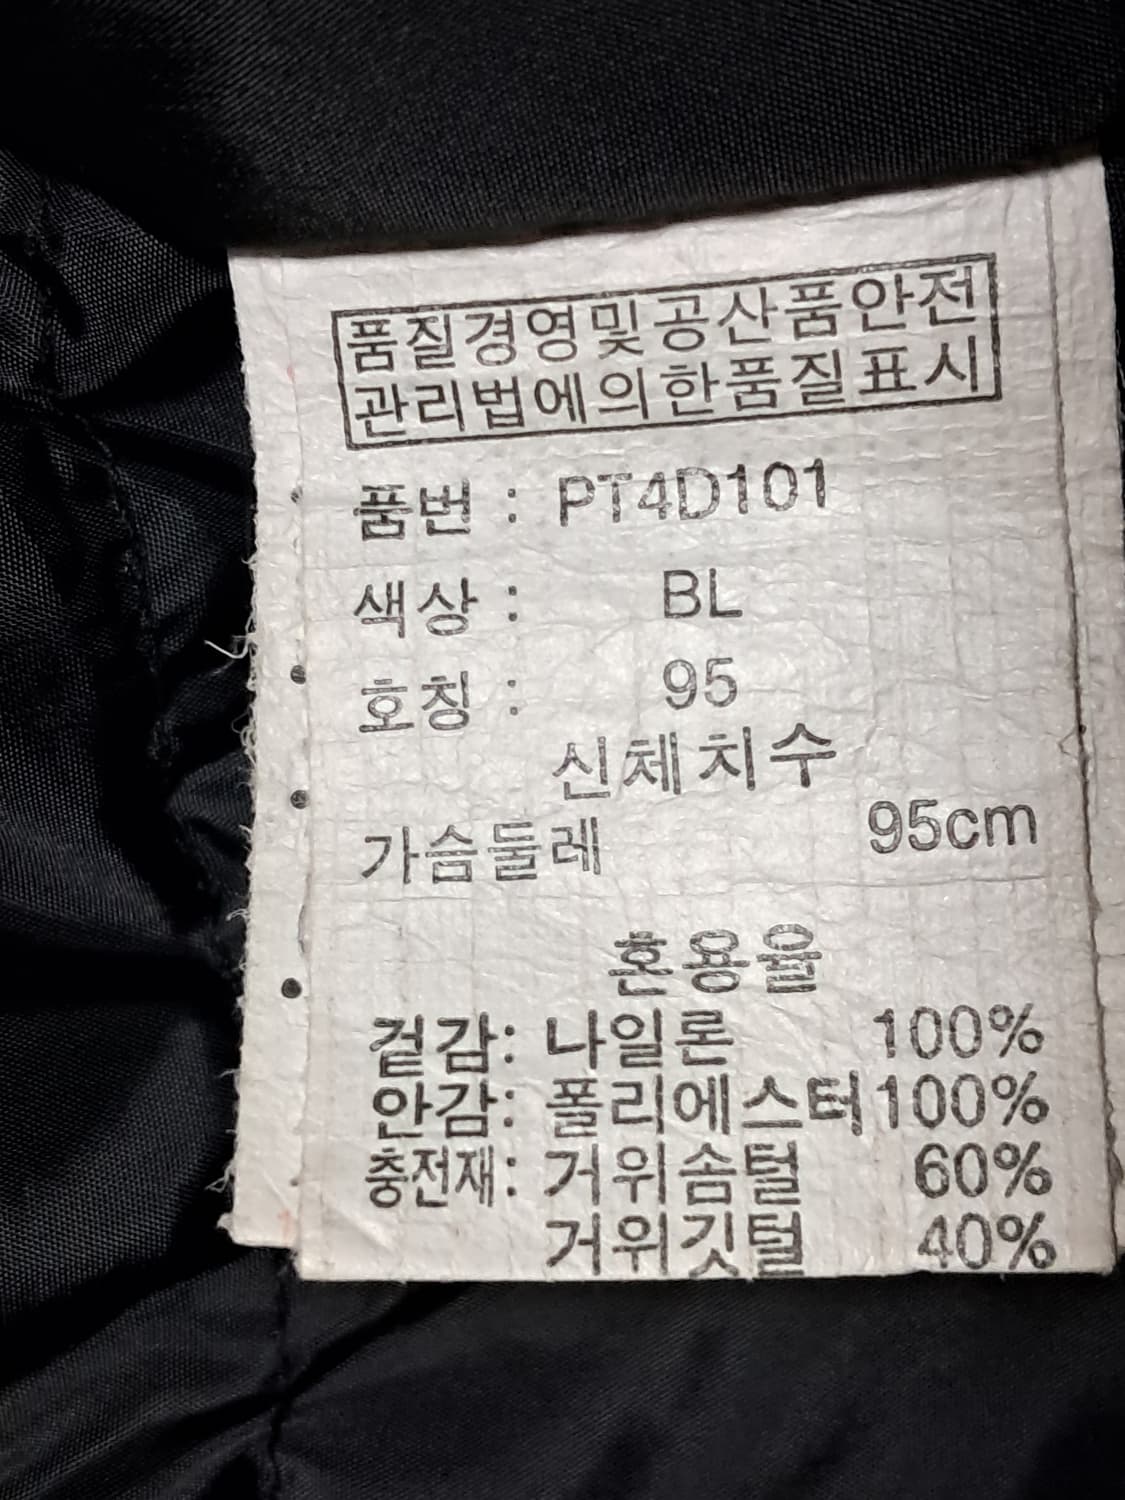 품질경영및공산품안전
관리법에의한품질표시
품번 : PT4D101
색상 : BL
호칭 : 95
신체치수
가슴둘레 95cm
혼용율
겉감: 나일론 100%
안감: 폴리에스터 100%
충전재: 거위솜털 60%
거위깃털 40%